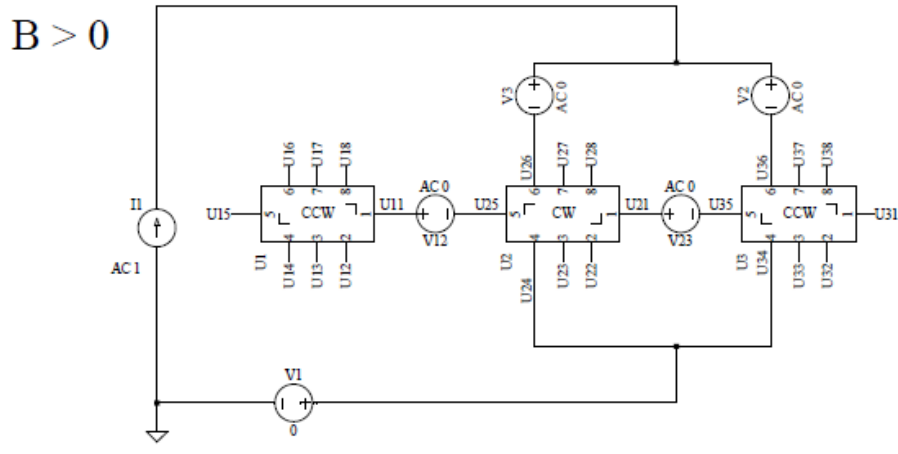 B > 0
V3
AC 0
V2
AC 0
U16
U17
U18
U26
U27
U28
U36
U37
U38
I1
AC 1
U15
6
7
8
5
CCW
1
4
3
2
U11
AC 0
+
V12
U25
6
7
8
5
CW
1
4
3
2
U21
AC 0
+
V23
U35
6
7
8
5
CCW
1
4
3
2
U31
U1
U14
U13
U12
U2
U24
U23
U22
U3
U34
U33
U32
V1
0